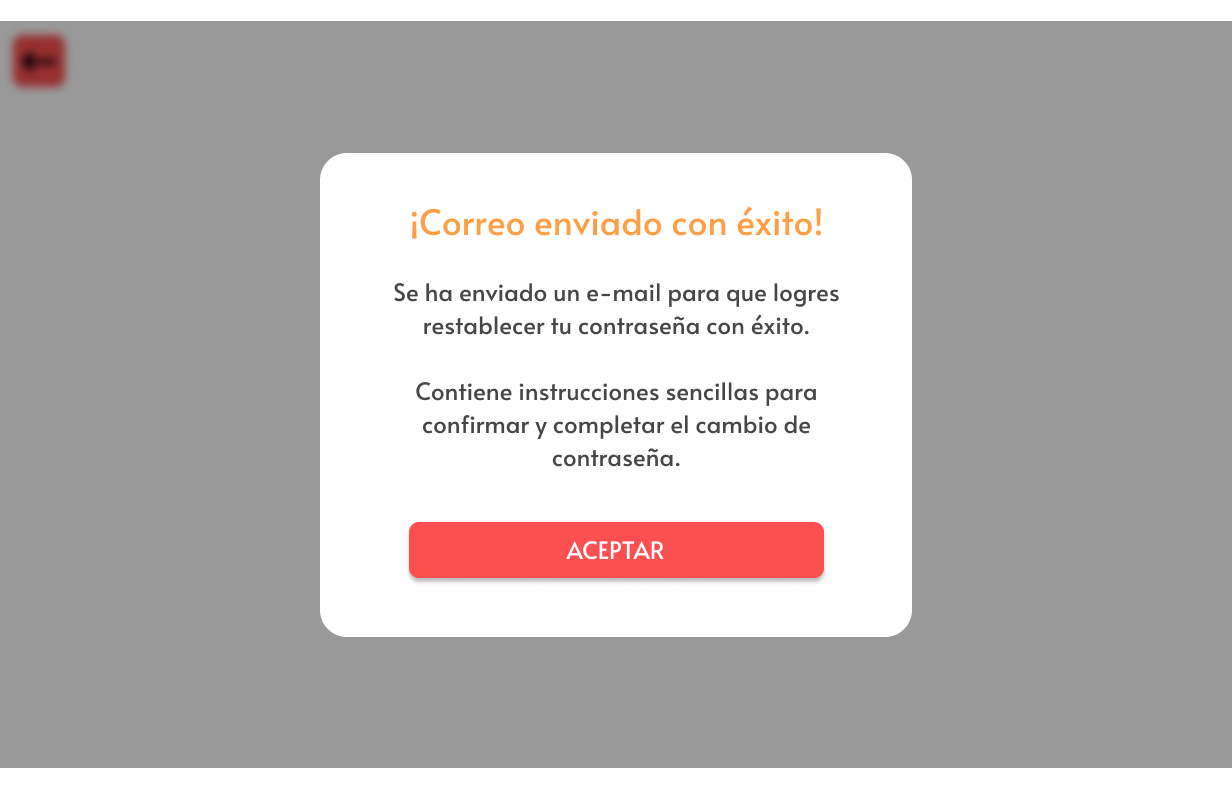 ¡Correo enviado con éxito!
Se ha enviado un e-mail para que logres
restablecer tu contraseña con éxito.
Contiene instrucciones sencillas para
confirmar y completar el cambio de
contraseña.
ACEPTAR